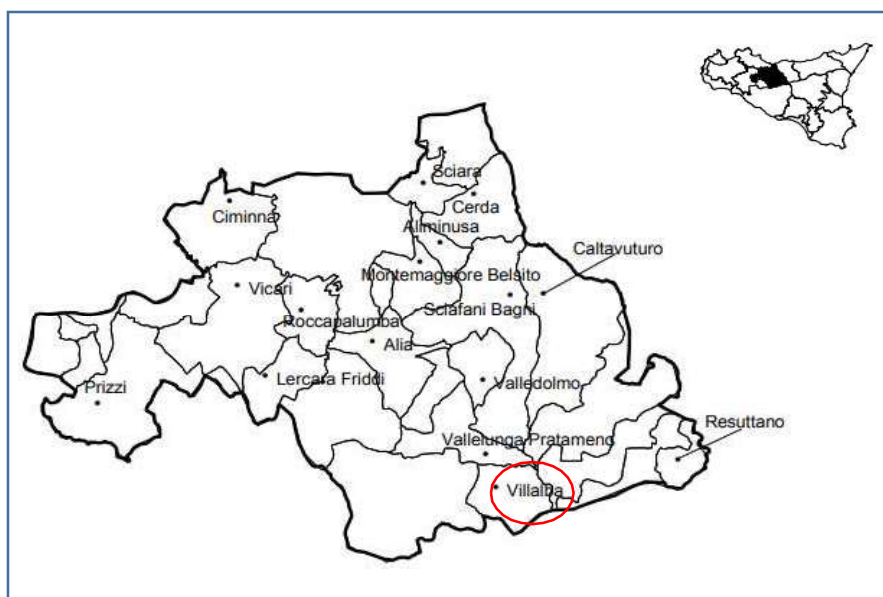 Sciara
Cerda
Ciminna
Aliminusa
Caltavuturo
Montemaggiore Belsito
Vicari
Sclafani Bagni
Roccapalumba
Alia
Lercara Friddi
Valledolmo
Prizzi
Resuttano
Vallelunga Pratameno
Villalba